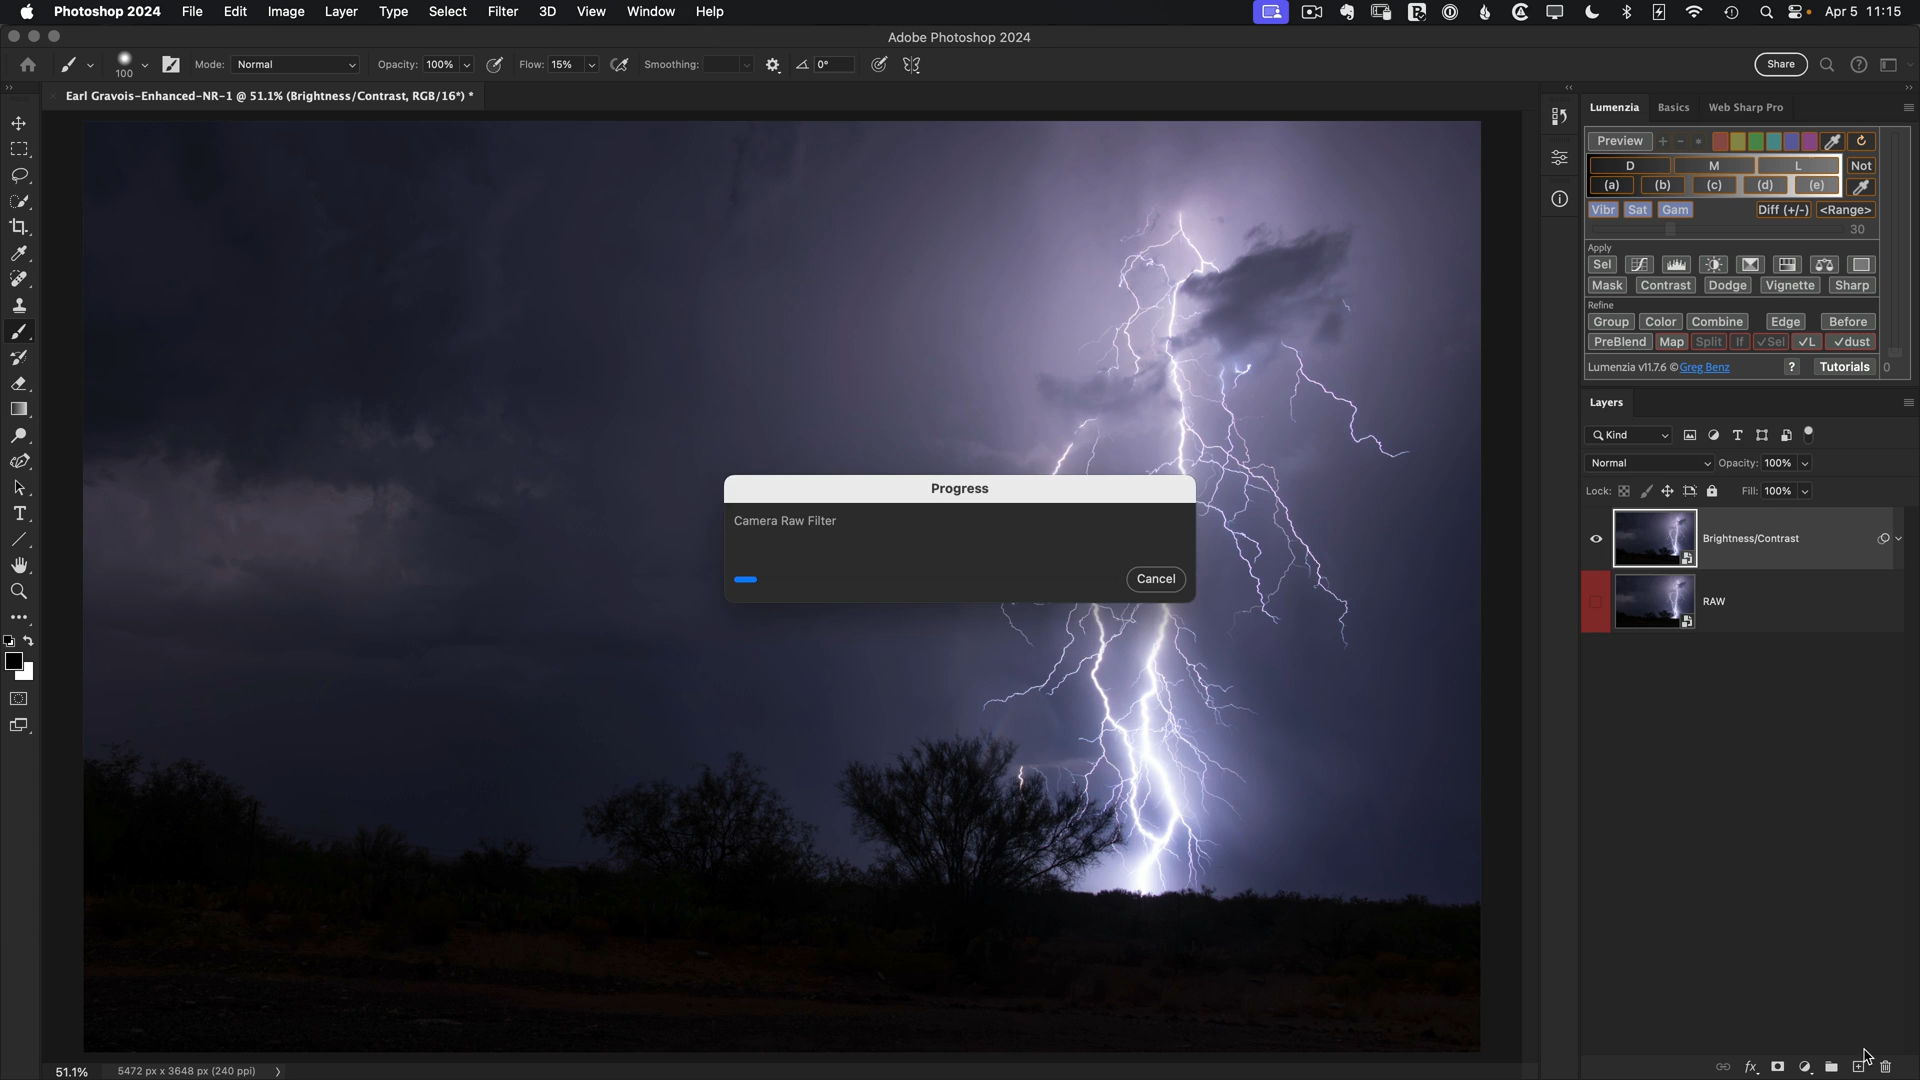 Photoshop 2024 File Edit Image Layer Type Select Filter 3D View Window Help Apr 5 11:15
Adobe Photoshop 2024
100 Mode: Normal Opacity: 100% Flow: 15% Smoothing: 0° Share
Earl Gravois-Enhanced-NR-1 @ 51.1% (Brightness/Contrast, RGB/16*) *
Lumenzia Basics Web Sharp Pro
Preview + - *
D M L Not
(a) (b) (c) (d) (e)
Vibr Sat Gam Diff (+/-) <Range>
30
Apply
Sel
Mask Contrast Dodge Vignette Sharp
Refine
Group Color Combine Edge Before
PreBlend Map Split If ✓Sel ✓L ✓dust
Lumenzia v11.7.6 © Greg Benz ? Tutorials 0
Layers
Kind
Normal Opacity: 100%
Lock: Fill: 100%
Brightness/Contrast
RAW
Progress
Camera Raw Filter
Cancel
51.1% 5472 px x 3648 px (240 ppi)